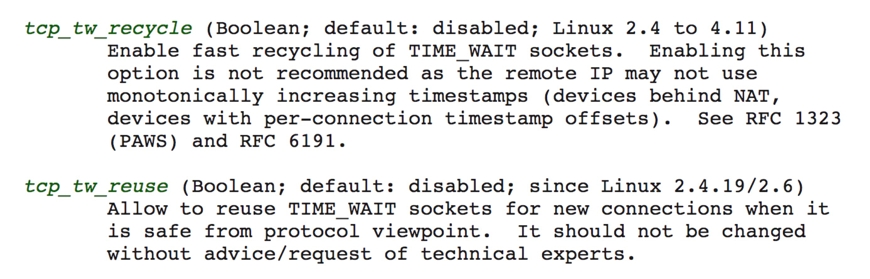 tcp_tw_recycle (Boolean; default: disabled; Linux 2.4 to 4.11)
Enable fast recycling of TIME_WAIT sockets.  Enabling this
option is not recommended as the remote IP may not use
monotonically increasing timestamps (devices behind NAT,
devices with per-connection timestamp offsets).  See RFC 1323
(PAWS) and RFC 6191.
tcp_tw_reuse (Boolean; default: disabled; since Linux 2.4.19/2.6)
Allow to reuse TIME_WAIT sockets for new connections when it
is safe from protocol viewpoint.  It should not be changed
without advice/request of technical experts.